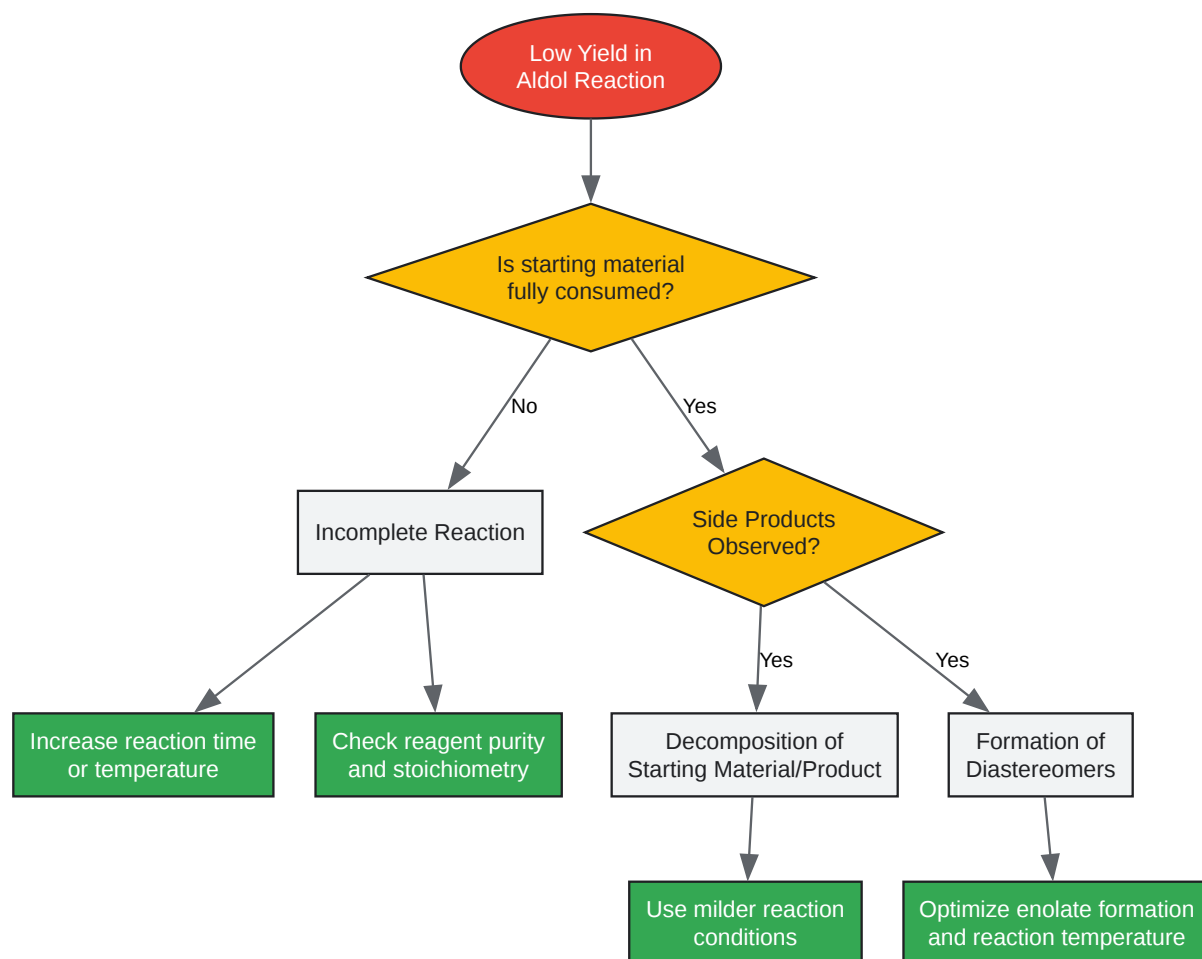 Low Yield in
Aldol Reaction
Is starting material
fully consumed?
No
Yes
Incomplete Reaction
Side Products
Observed?
Yes
Yes
Increase reaction time
or temperature
Check reagent purity
and stoichiometry
Decomposition of
Starting Material/Product
Formation of
Diastereomers
Use milder reaction
conditions
Optimize enolate formation
and reaction temperature